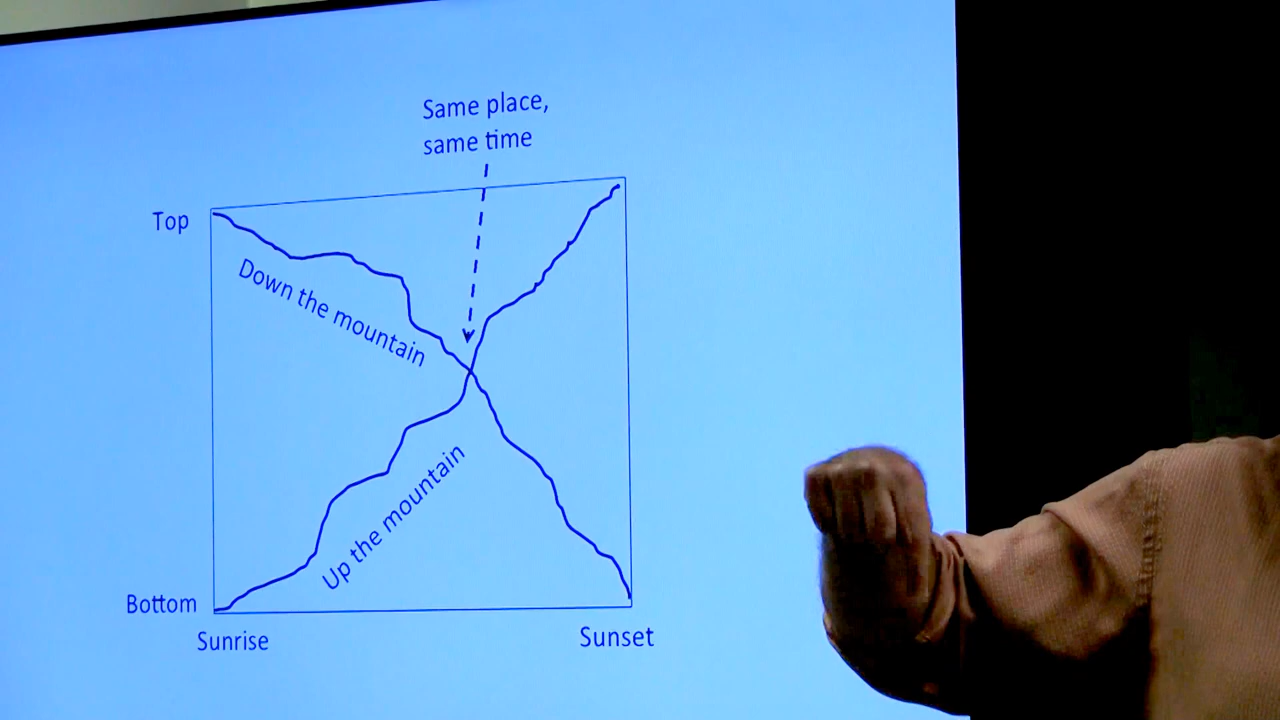 Same place,
same time
Top
Down the mountain
Up the mountain
Bottom
Sunrise
Sunset